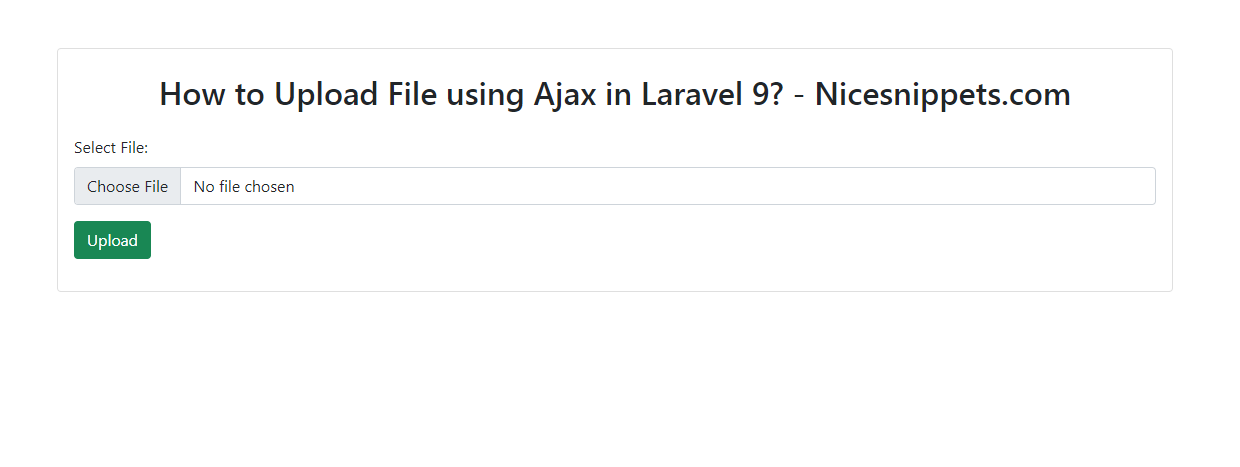 How to Upload File using Ajax in Laravel 9? - Nicesnippets.com
Select File:
Choose File No file chosen
Upload